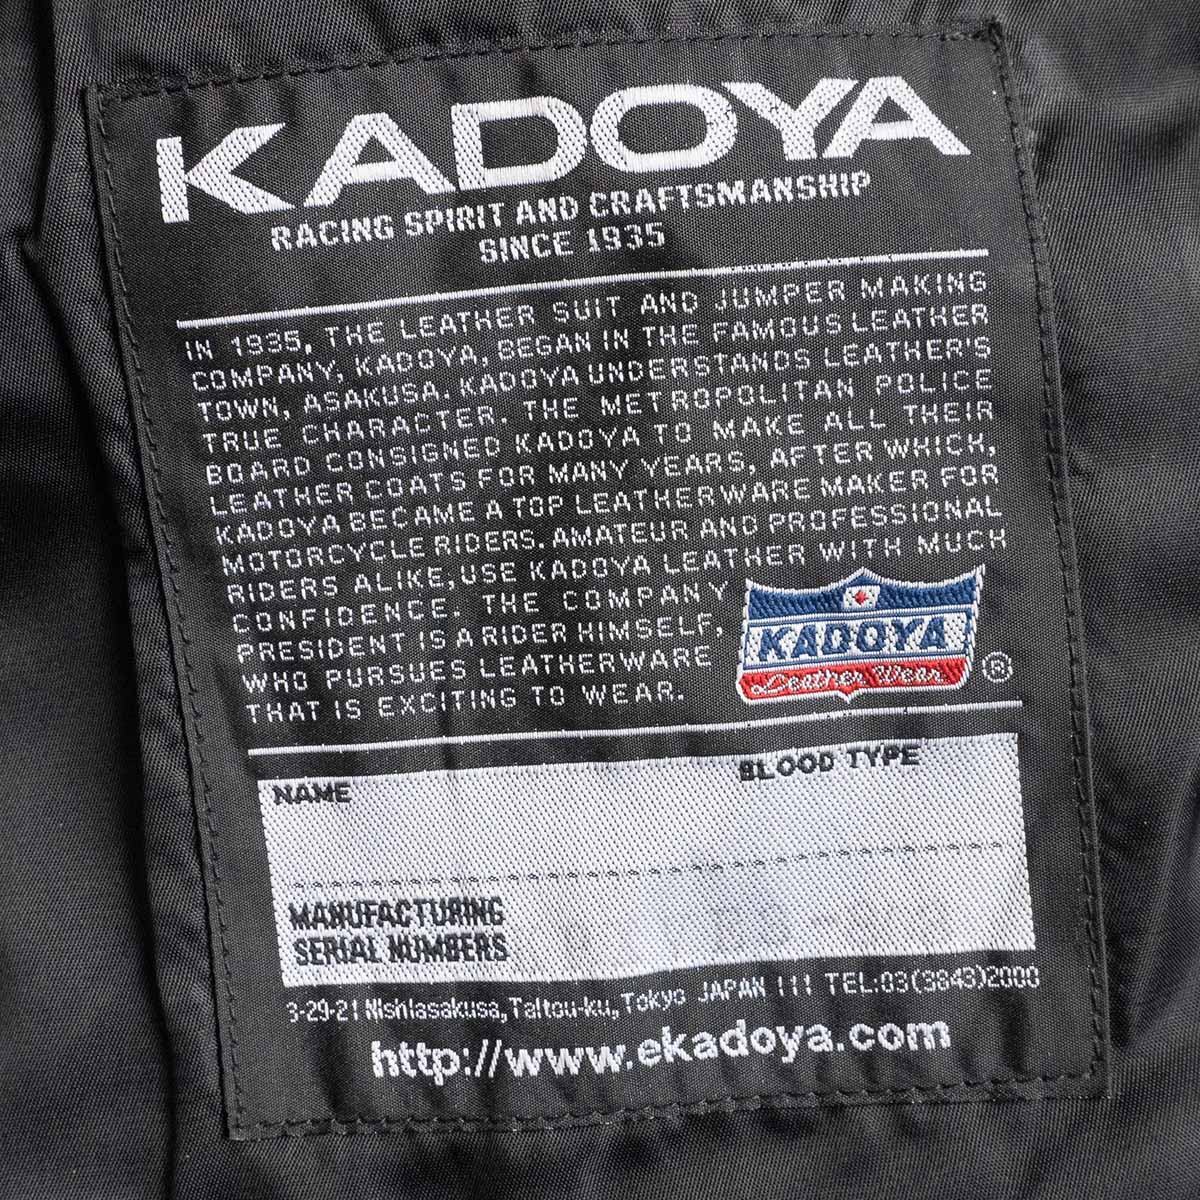 KADOYA
RACING SPIRIT AND CRAFTSMANSHIP
SINCE 1935
IN 1935, THE LEATHER SUIT AND JUMPER MAKING
COMPANY, KADOYA, BEGAN IN THE FAMOUS LEATHER
TOWN, ASAKUSA. KADOYA UNDERSTANDS LEATHER'S
TRUE CHARACTER. THE METROPOLITAN POLICE
BOARD CONSIGNED KADOYA TO MAKE ALL THEIR
LEATHER COATS FOR MANY YEARS, AFTER WHICH,
KADOYA BECAME A TOP LEATHERWARE MAKER FOR
MOTORCYCLE RIDERS. AMATEUR AND PROFESSIONAL
RIDERS ALIKE, USE KADOYA LEATHER WITH MUCH
CONFIDENCE. THE COMPANY
PRESIDENT IS A RIDER HIMSELF,
WHO PURSUES LEATHERWARE
THAT IS EXCITING TO WEAR.
KADOYA
Leather Wear
®
NAME
BLOOD TYPE
MANUFACTURING
SERIAL NUMBERS
3-29-21 Nishiasakusa, Taitou-ku, Tokyo JAPAN 111 TEL:03(3843)2000
http://www.ekadoya.com